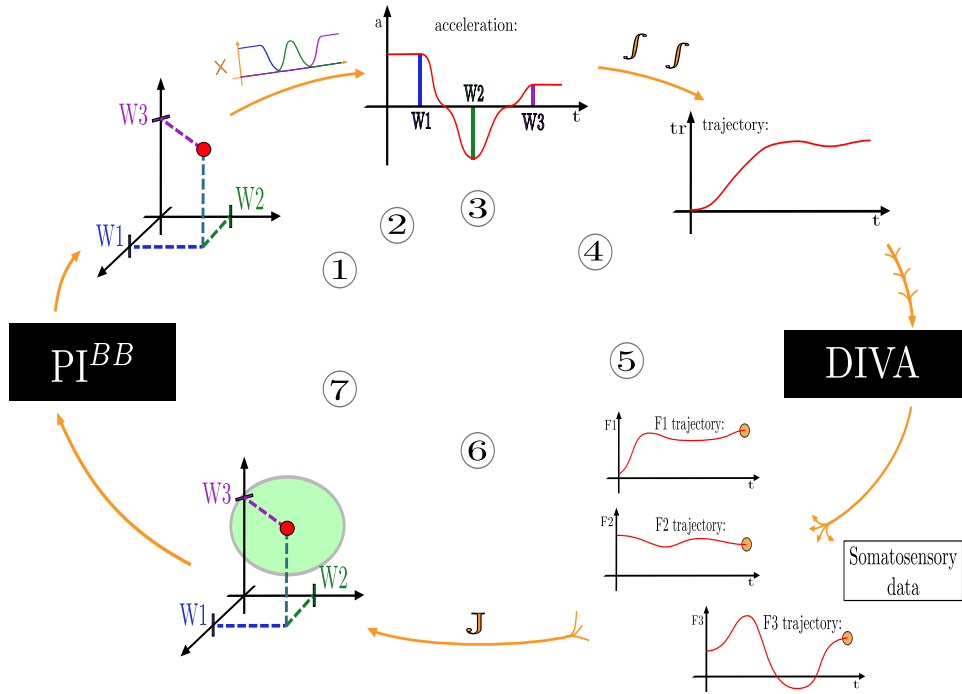 a
acceleration:
W2
t
W1
W3
X
∫ ∫
tr
trajectory:
t
W3
W2
W1
①
②
③
④
PI^{BB}
DIVA
⑤
⑥
⑦
F1
F1 trajectory:
t
F2
F2 trajectory:
t
Somatosensory
data
F3
F3 trajectory:
t
J
W3
W2
W1